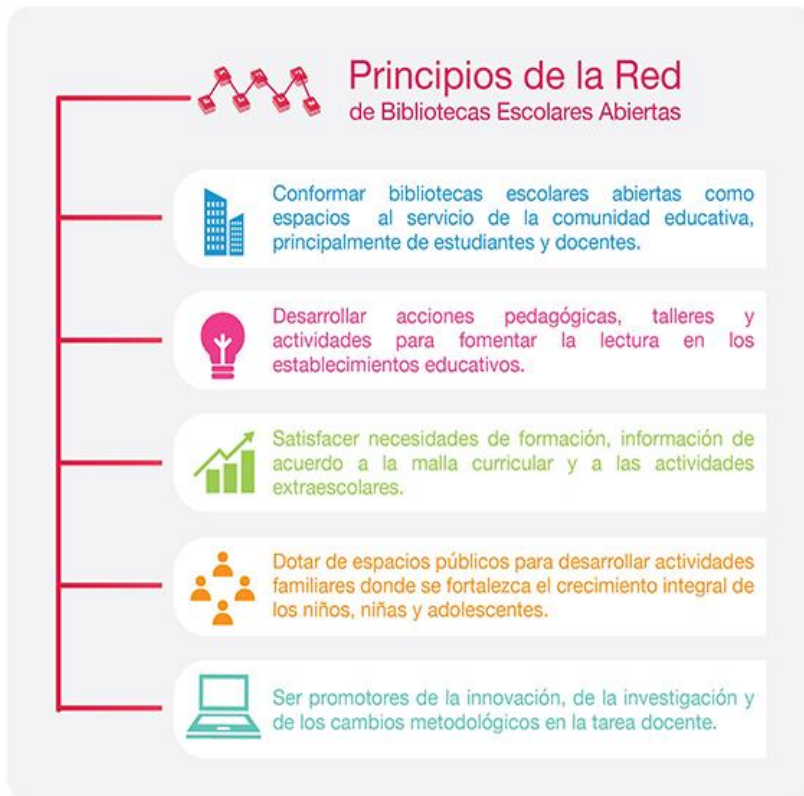 Principios de la Red
de Bibliotecas Escolares Abiertas
Conformar bibliotecas escolares abiertas como
espacios al servicio de la comunidad educativa,
principalmente de estudiantes y docentes.
Desarrollar acciones pedagógicas, talleres y
actividades para fomentar la lectura en los
establecimientos educativos.
Satisfacer necesidades de formación, información de
acuerdo a la malla curricular y a las actividades
extraescolares.
Dotar de espacios públicos para desarrollar actividades
familiares donde se fortalezca el crecimiento integral de
los niños, niñas y adolescentes.
Ser promotores de la innovación, de la investigación y
de los cambios metodológicos en la tarea docente.